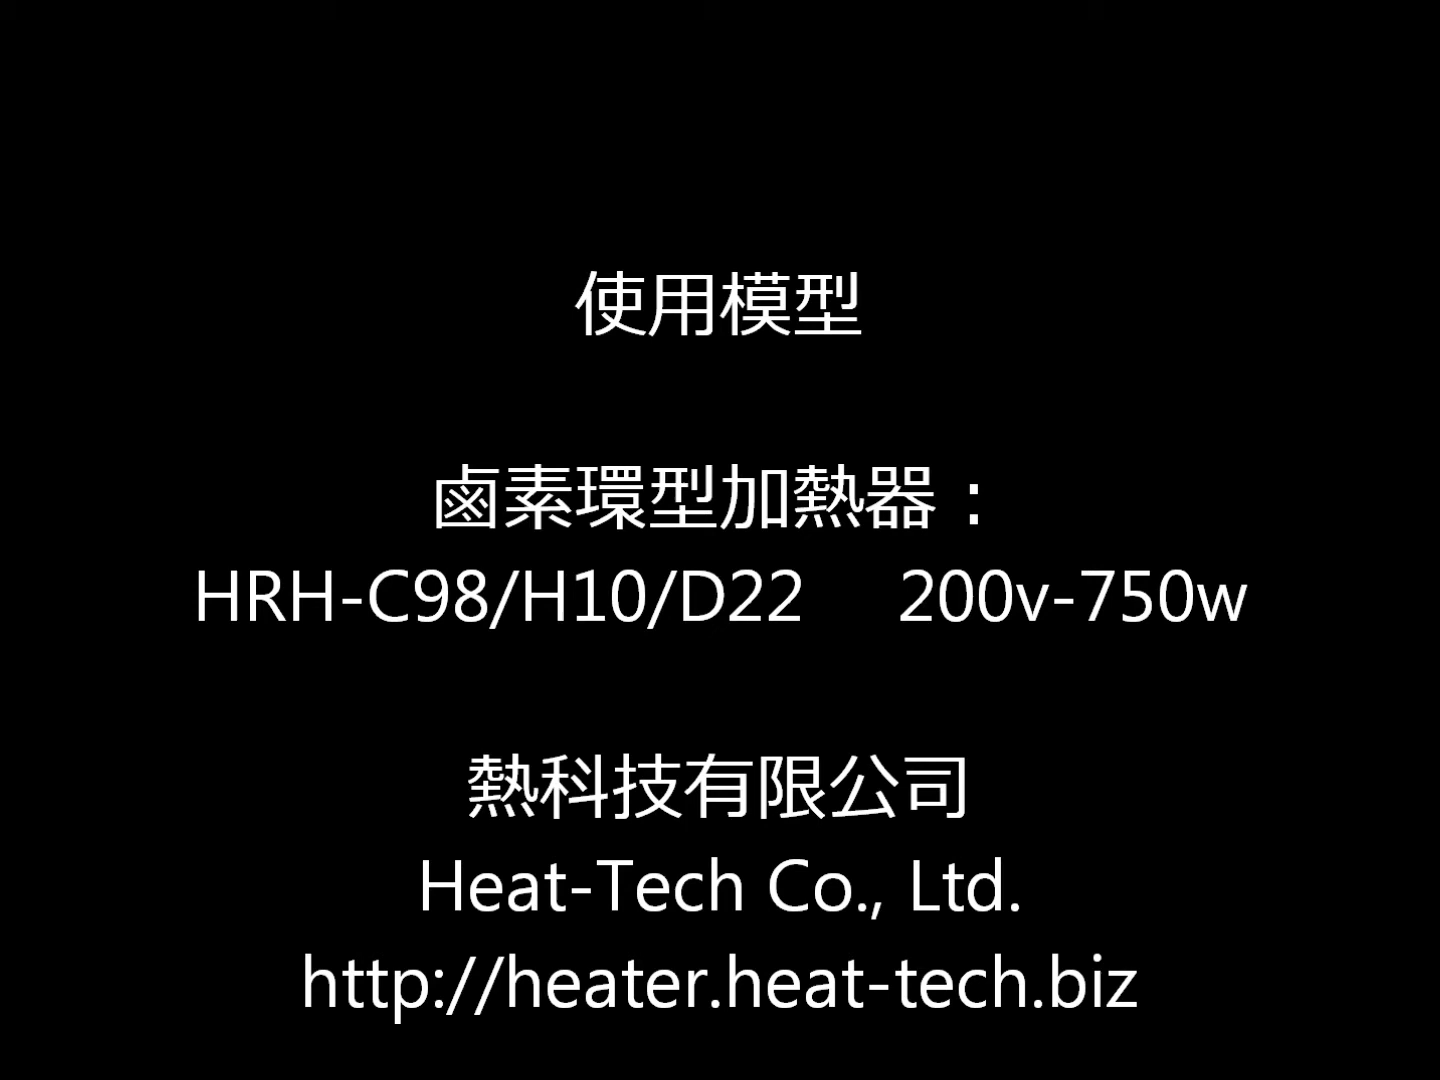 使用模型
鹵素環型加熱器：
HRH-C98/H10/D22 200v-750w
熱科技有限公司
Heat-Tech Co., Ltd.
http://heater.heat-tech.biz